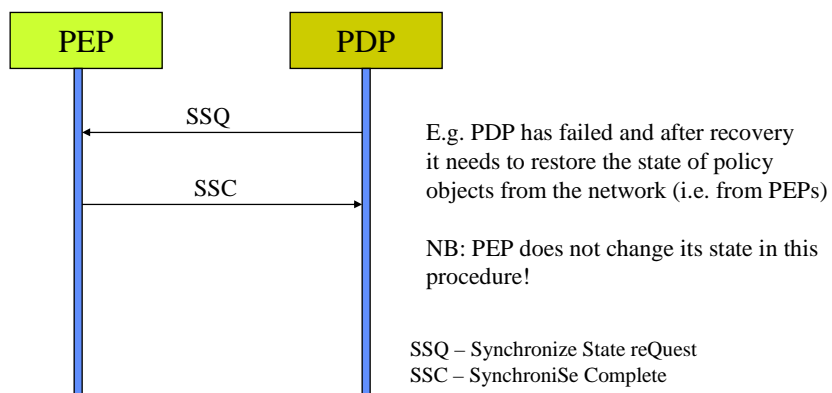 PEP
PDP
SSQ
SSC
E.g. PDP has failed and after recovery
it needs to restore the state of policy
objects from the network (i.e. from PEPs)
NB: PEP does not change its state in this
procedure!
SSQ – Synchronize State reQuest
SSC – SynchroniSe Complete